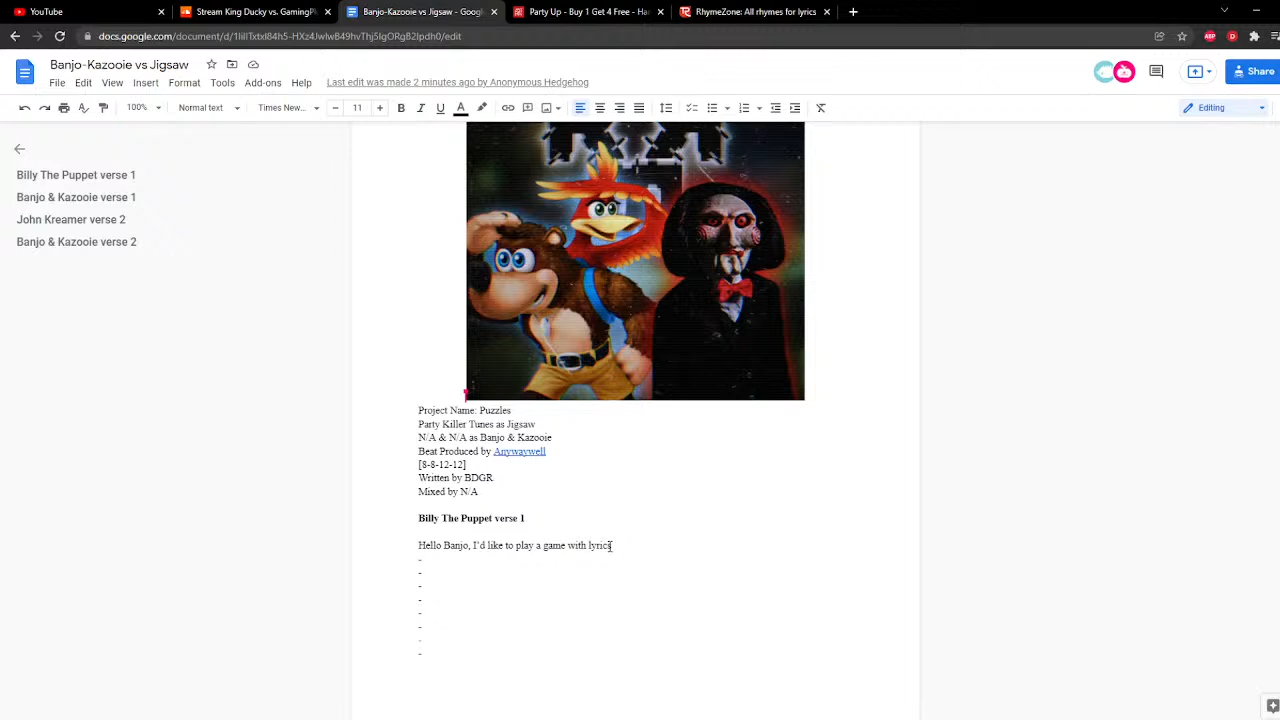 YouTube
Stream King Ducky vs. GamingPl
Banjo-Kazooie vs Jigsaw - Google
Party Up - Buy 1 Get 4 Free - Ha
RhymeZone: All rhymes for lyrics
docs.google.com/document/d/1liIlTxtxl84h5-HXz4JwIwB49hvThj5IgORgB2Ipdh0/edit
Banjo-Kazooie vs Jigsaw
File Edit View Insert Format Tools Add-ons Help Last edit was made 2 minutes ago by Anonymous Hedgehog
Share
100% Normal text Times New... 11 B I U A Editing
Billy The Puppet verse 1
Banjo & Kazooie verse 1
John Kreamer verse 2
Banjo & Kazooie verse 2
Project Name: Puzzles
Party Killer Tunes as Jigsaw
N/A & N/A as Banjo & Kazooie
Beat Produced by Anywaywell
[8-8-12-12]
Written by BDGR
Mixed by N/A
Billy The Puppet verse 1
Hello Banjo, I'd like to play a game with lyrics
-
-
-
-
-
-
-
-